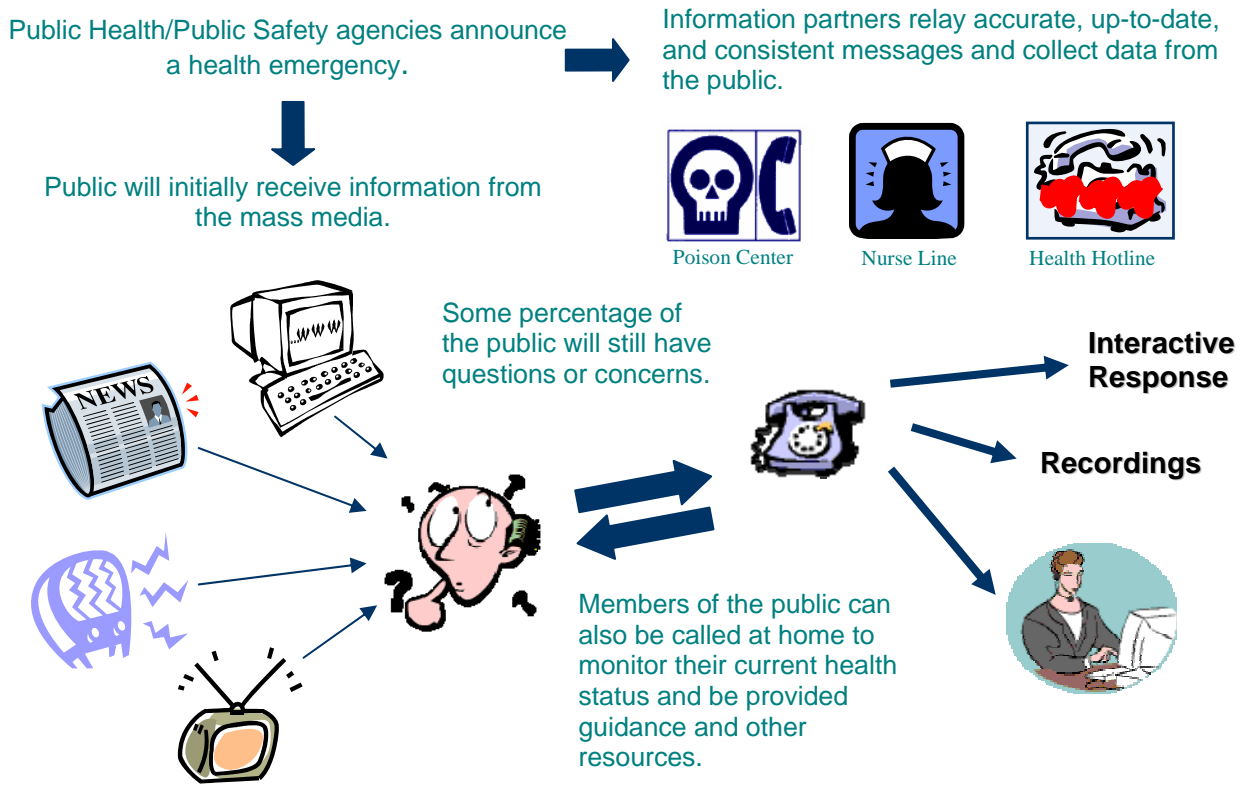 Public Health/Public Safety agencies announce
a health emergency.
Information partners relay accurate, up-to-date,
and consistent messages and collect data from
the public.
Public will initially receive information from
the mass media.
Poison Center
Nurse Line
Health Hotline
Some percentage of
the public will still have
questions or concerns.
...WWW
NEWS
?
Interactive
Response
Recordings
Members of the public can
also be called at home to
monitor their current health
status and be provided
guidance and other
resources.